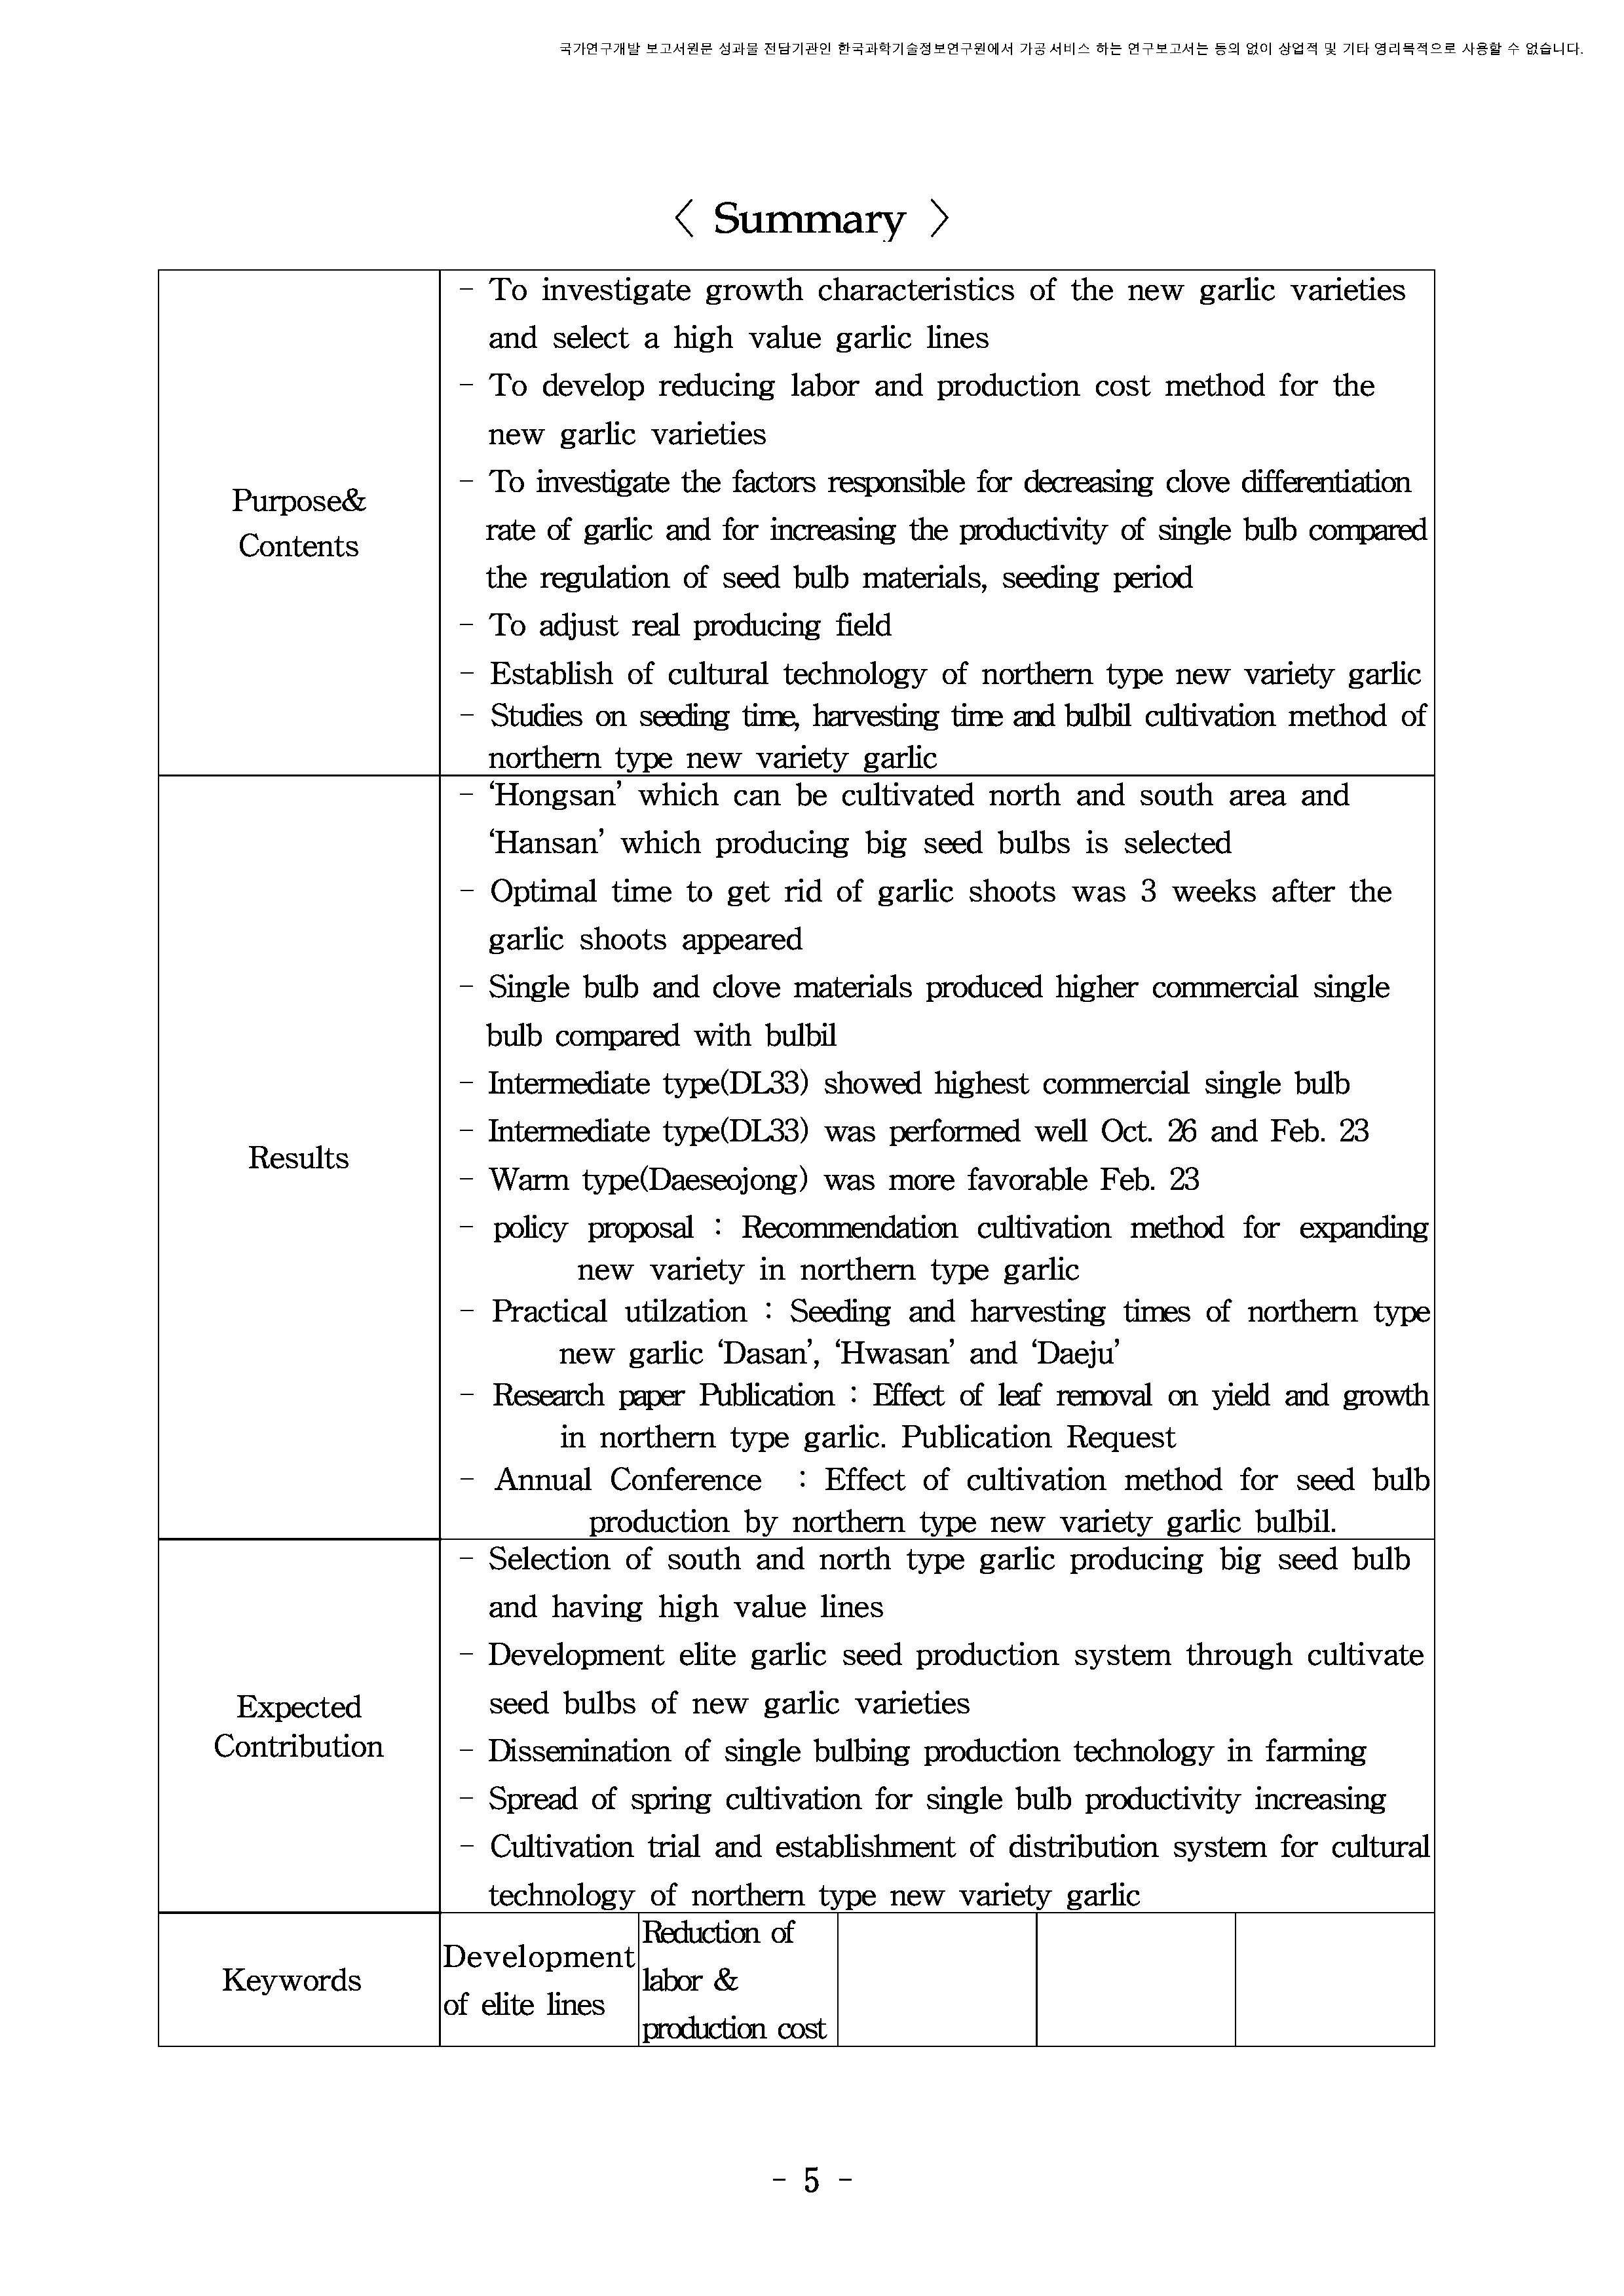 국가연구개발 보고서원문 성과물 전담기관인 한국과학기술정보연구원에서 가공·서비스 하는 연구보고서는 동의 없이 상업적 및 기타 영리목적으로 사용할 수 없습니다.
〈 Summary 〉
Purpose&
Contents
- To investigate growth characteristics of the new garlic varieties
and select a high value garlic lines
- To develop reducing labor and production cost method for the
new garlic varieties
- To investigate the factors responsible for decreasing clove differentiation
rate of garlic and for increasing the productivity of single bulb compared
the regulation of seed bulb materials, seeding period
- To adjust real producing field
- Establish of cultural technology of northern type new variety garlic
- Studies on seeding time, harvesting time and bulbil cultivation method of
northern type new variety garlic
Results
- ‘Hongsan’ which can be cultivated north and south area and
‘Hansan’ which producing big seed bulbs is selected
- Optimal time to get rid of garlic shoots was 3 weeks after the
garlic shoots appeared
- Single bulb and clove materials produced higher commercial single
bulb compared with bulbil
- Intermediate type(DL33) showed highest commercial single bulb
- Intermediate type(DL33) was performed well Oct. 26 and Feb. 23
- Warm type(Daeseojong) was more favorable Feb. 23
- policy proposal : Recommendation cultivation method for expanding
new variety in northern type garlic
- Practical utilzation : Seeding and harvesting times of northern type
new garlic ‘Dasan’, ‘Hwasan’ and ‘Daeju’
- Research paper Publication : Effect of leaf removal on yield and growth
in northern type garlic. Publication Request
- Annual Conference : Effect of cultivation method for seed bulb
production by northern type new variety garlic bulbil.
Expected
Contribution
- Selection of south and north type garlic producing big seed bulb
and having high value lines
- Development elite garlic seed production system through cultivate
seed bulbs of new garlic varieties
- Dissemination of single bulbing production technology in farming
- Spread of spring cultivation for single bulb productivity increasing
- Cultivation trial and establishment of distribution system for cultural
technology of northern type new variety garlic
Keywords
Development
of elite lines
Reduction of
labor &
production cost
- 5 -